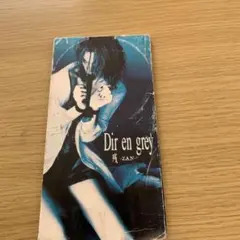 Dir en grey
残 -ZAN-